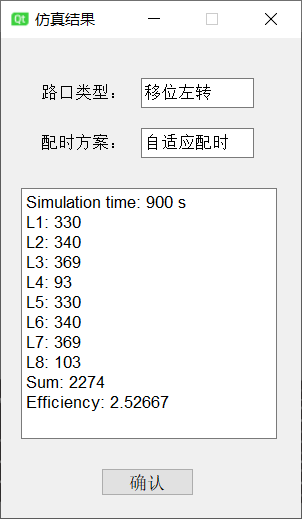 Qt 仿真结果
路口类型： 移位左转
配时方案： 自适应配时
Simulation time: 900 s
L1: 330
L2: 340
L3: 369
L4: 93
L5: 330
L6: 340
L7: 369
L8: 103
Sum: 2274
Efficiency: 2.52667
确认